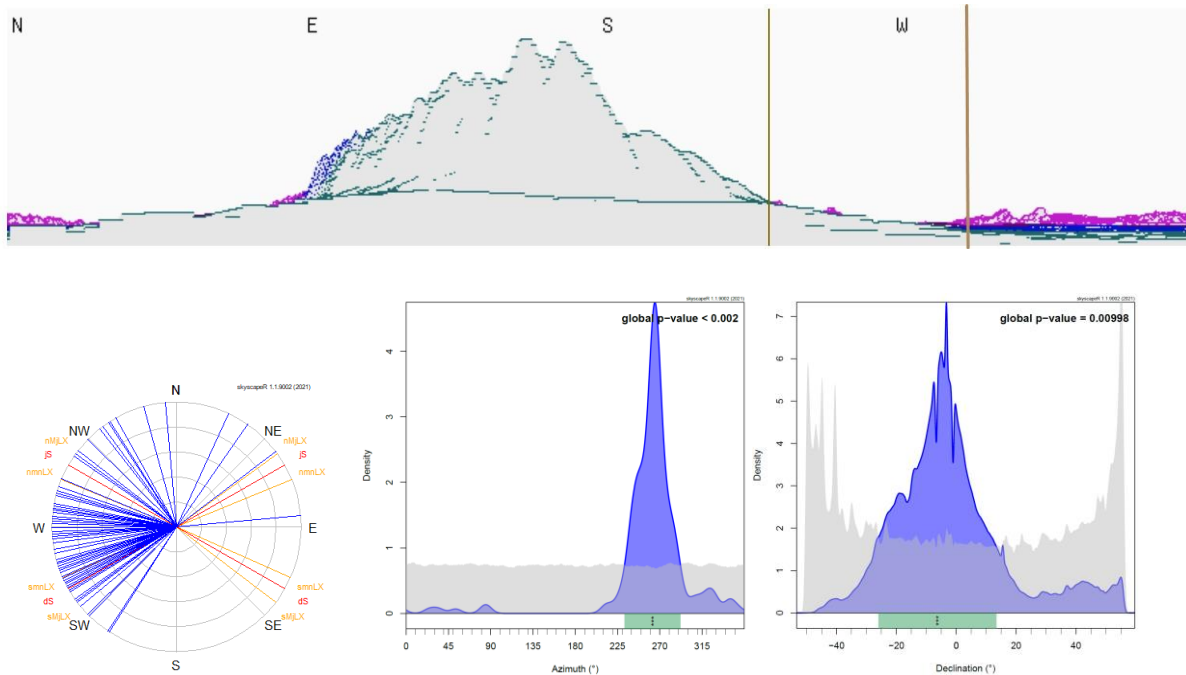 N E S W
skyscapeR 1.1.9002 (2021)
N
NW NE
nMjLX nMjLX
jS jS
nmnLX nmnLX
W E
smnLX smnLX
dS dS
sMjLX sMjLX
SW SE
S
skyscapeR 1.1.9002 (2021)
global p-value < 0.002
Density
4
3
2
1
0
0 45 90 135 180 225 270 315
Azimuth (°)
skyscapeR 1.1.9002 (2021)
global p-value = 0.00998
Density
7
6
5
4
3
2
1
0
−40 −20 0 20 40
Declination (°)